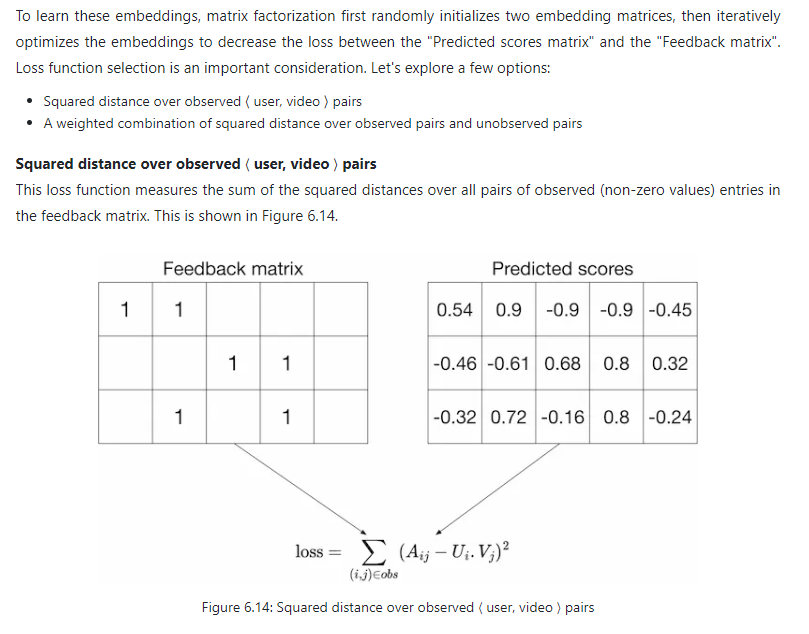 To learn these embeddings, matrix factorization first randomly initializes two embedding matrices, then iteratively
optimizes the embeddings to decrease the loss between the "Predicted scores matrix" and the "Feedback matrix".
Loss function selection is an important consideration. Let's explore a few options:
• Squared distance over observed ⟨ user, video ⟩ pairs
• A weighted combination of squared distance over observed pairs and unobserved pairs
Squared distance over observed ⟨ user, video ⟩ pairs
This loss function measures the sum of the squared distances over all pairs of observed (non-zero values) entries in
the feedback matrix. This is shown in Figure 6.14.
Feedback matrix
1 1
1 1
1 1
Predicted scores
0.54 0.9 -0.9 -0.9 -0.45
-0.46 -0.61 0.68 0.8 0.32
-0.32 0.72 -0.16 0.8 -0.24
loss = ∑ (Aᵢⱼ − Uᵢ. Vⱼ)²
(i,j)∈obs
Figure 6.14: Squared distance over observed ⟨ user, video ⟩ pairs